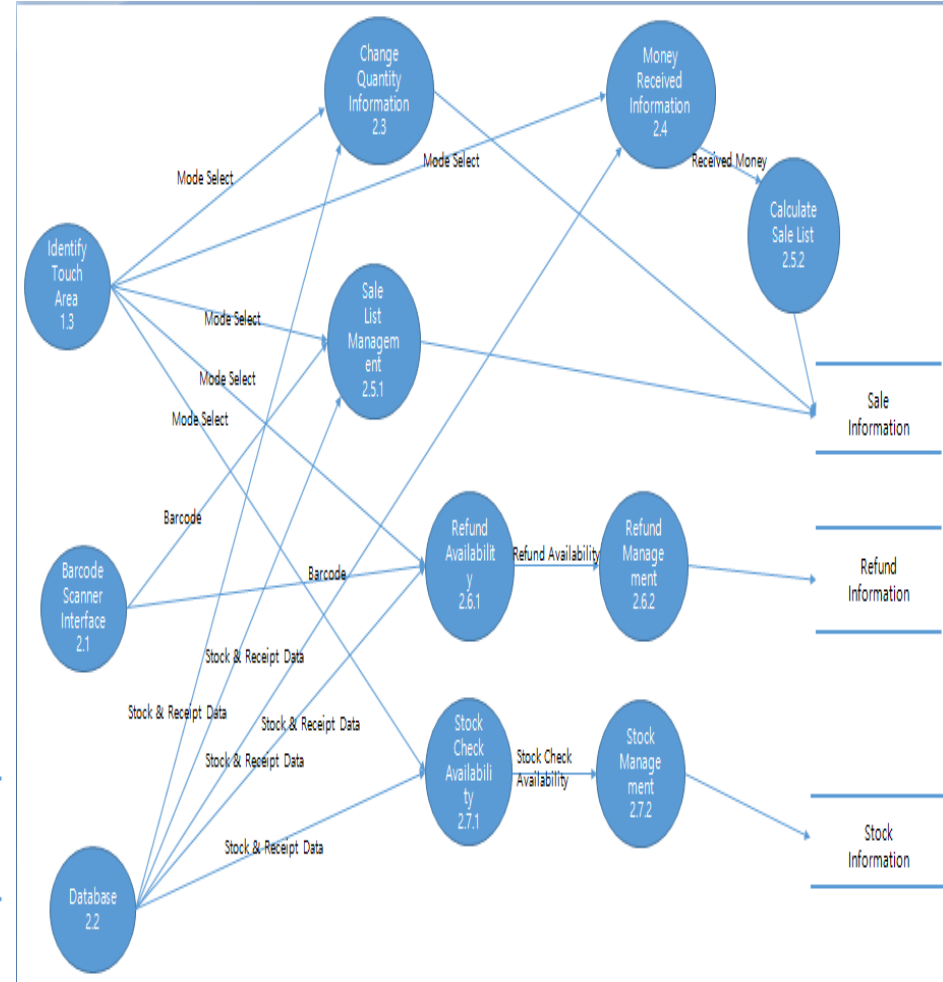 Change
Quantity
Information
2.3
Money
Received
Information
2.4
Mode Select
Mode Select
Received Money
Calculate
Sale List
2.5.2
Identify
Touch
Area
1.3
Sale
List
Managem
ent
2.5.1
Mode Select
Mode Select
Mode Select
Sale
Information
Barcode
Barcode
Scanner
Interface
2.1
Barcode
Refund
Availabilit
y
2.6.1
Refund Availability
Refund
Manage
ment
2.6.2
Refund
Information
Stock & Receipt Data
Stock & Receipt Data
Stock & Receipt Data
Stock & Receipt Data
Stock & Receipt Data
Stock
Check
Availabili
ty
2.7.1
Stock Check
Availability
Stock
Manage
ment
2.7.2
Stock
Information
Database
2.2